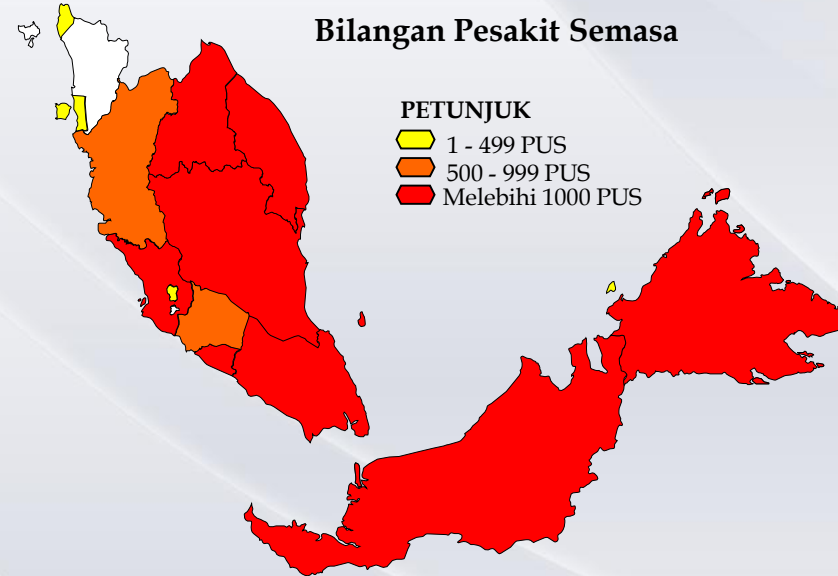 Bilangan Pesakit Semasa
PETUNJUK
1 - 499 PUS
500 - 999 PUS
Melebihi 1000 PUS